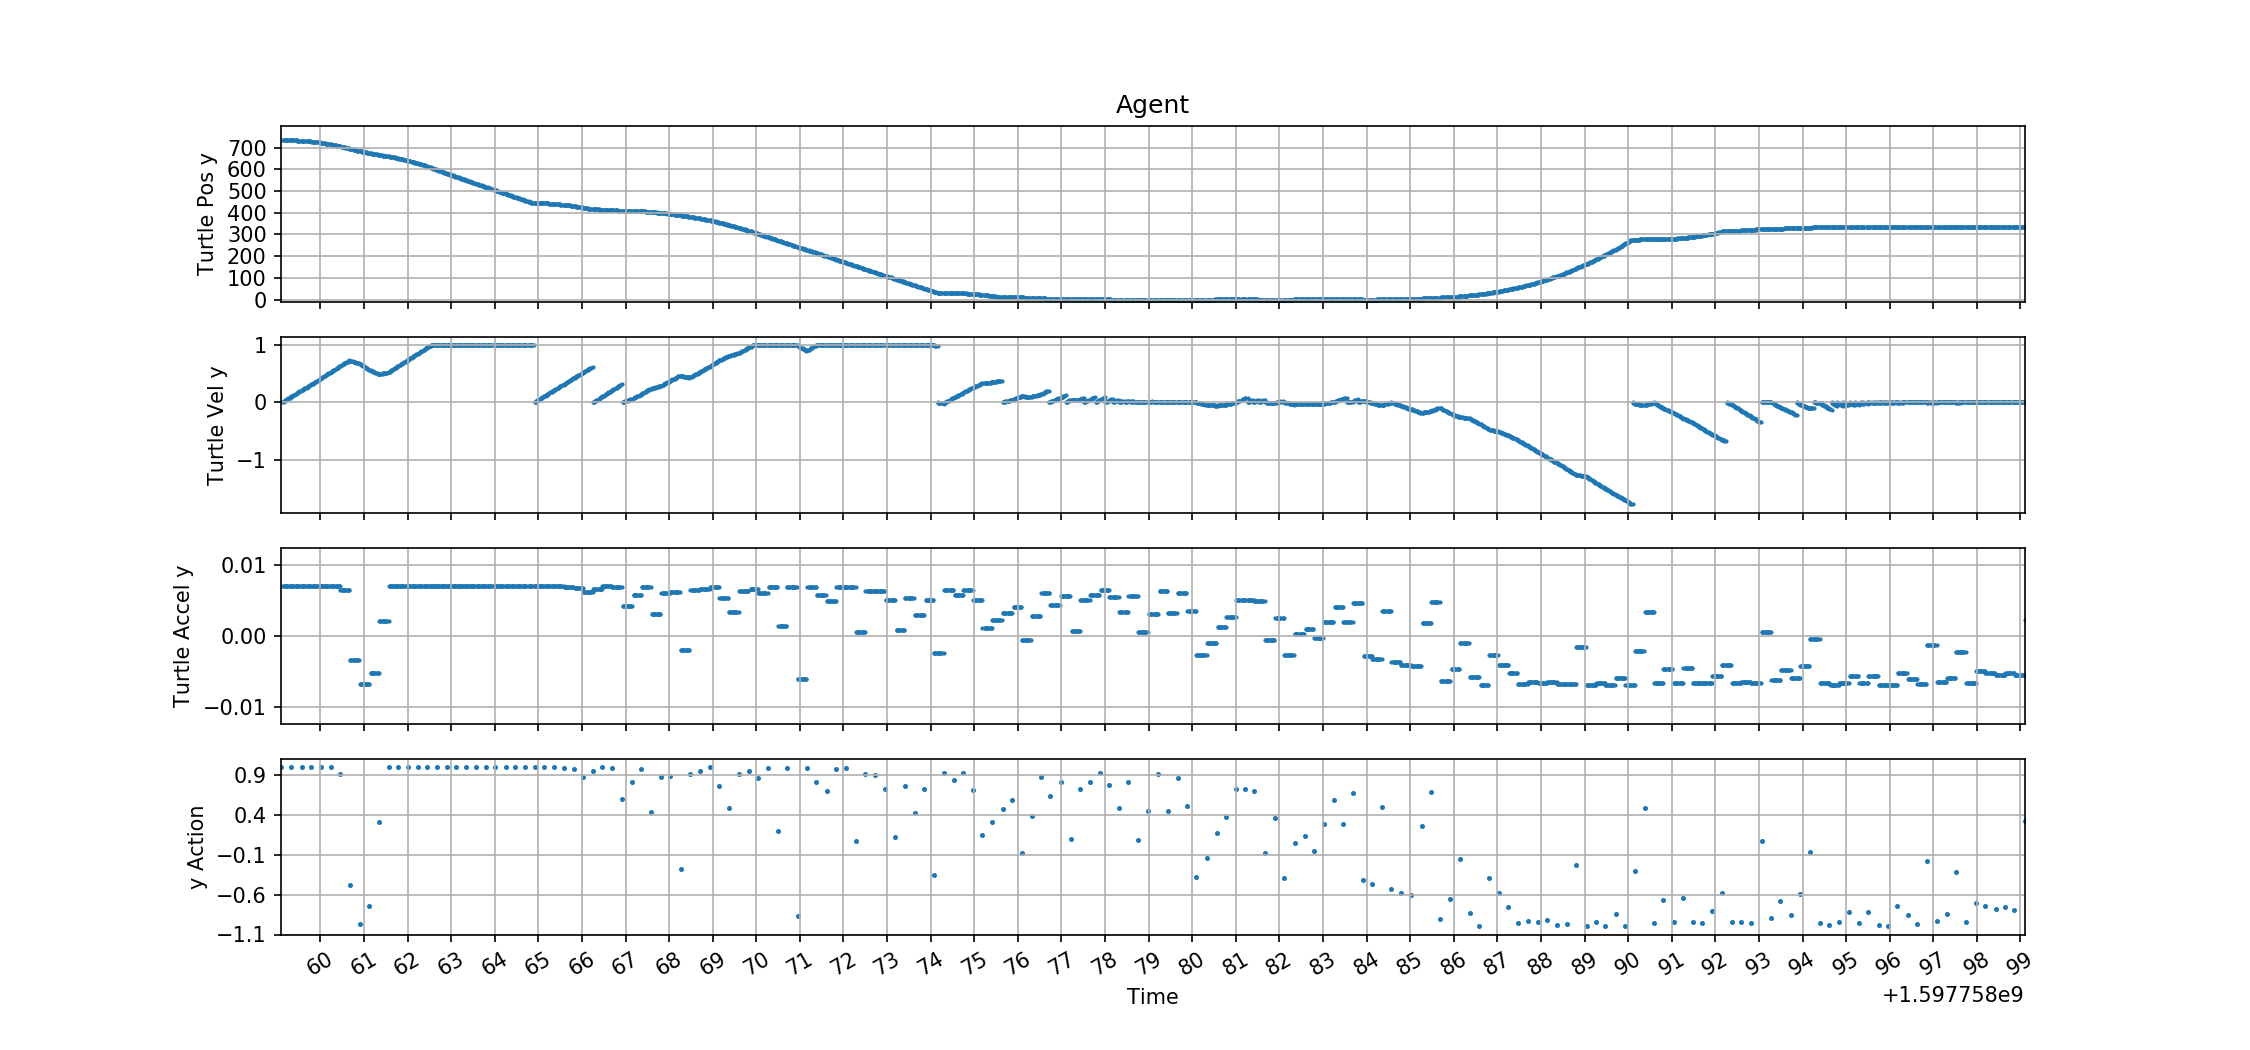 Agent
Turtle Pos y
700
600
500
400
300
200
100
0
Turtle Vel y
1
0
−1
Turtle Accel y
0.01
0.00
−0.01
y Action
0.9
0.4
−0.1
−0.6
−1.1
60 61 62 63 64 65 66 67 68 69 70 71 72 73 74 75 76 77 78 79 80 81 82 83 84 85 86 87 88 89 90 91 92 93 94 95 96 97 98 99
Time
+1.597758e9